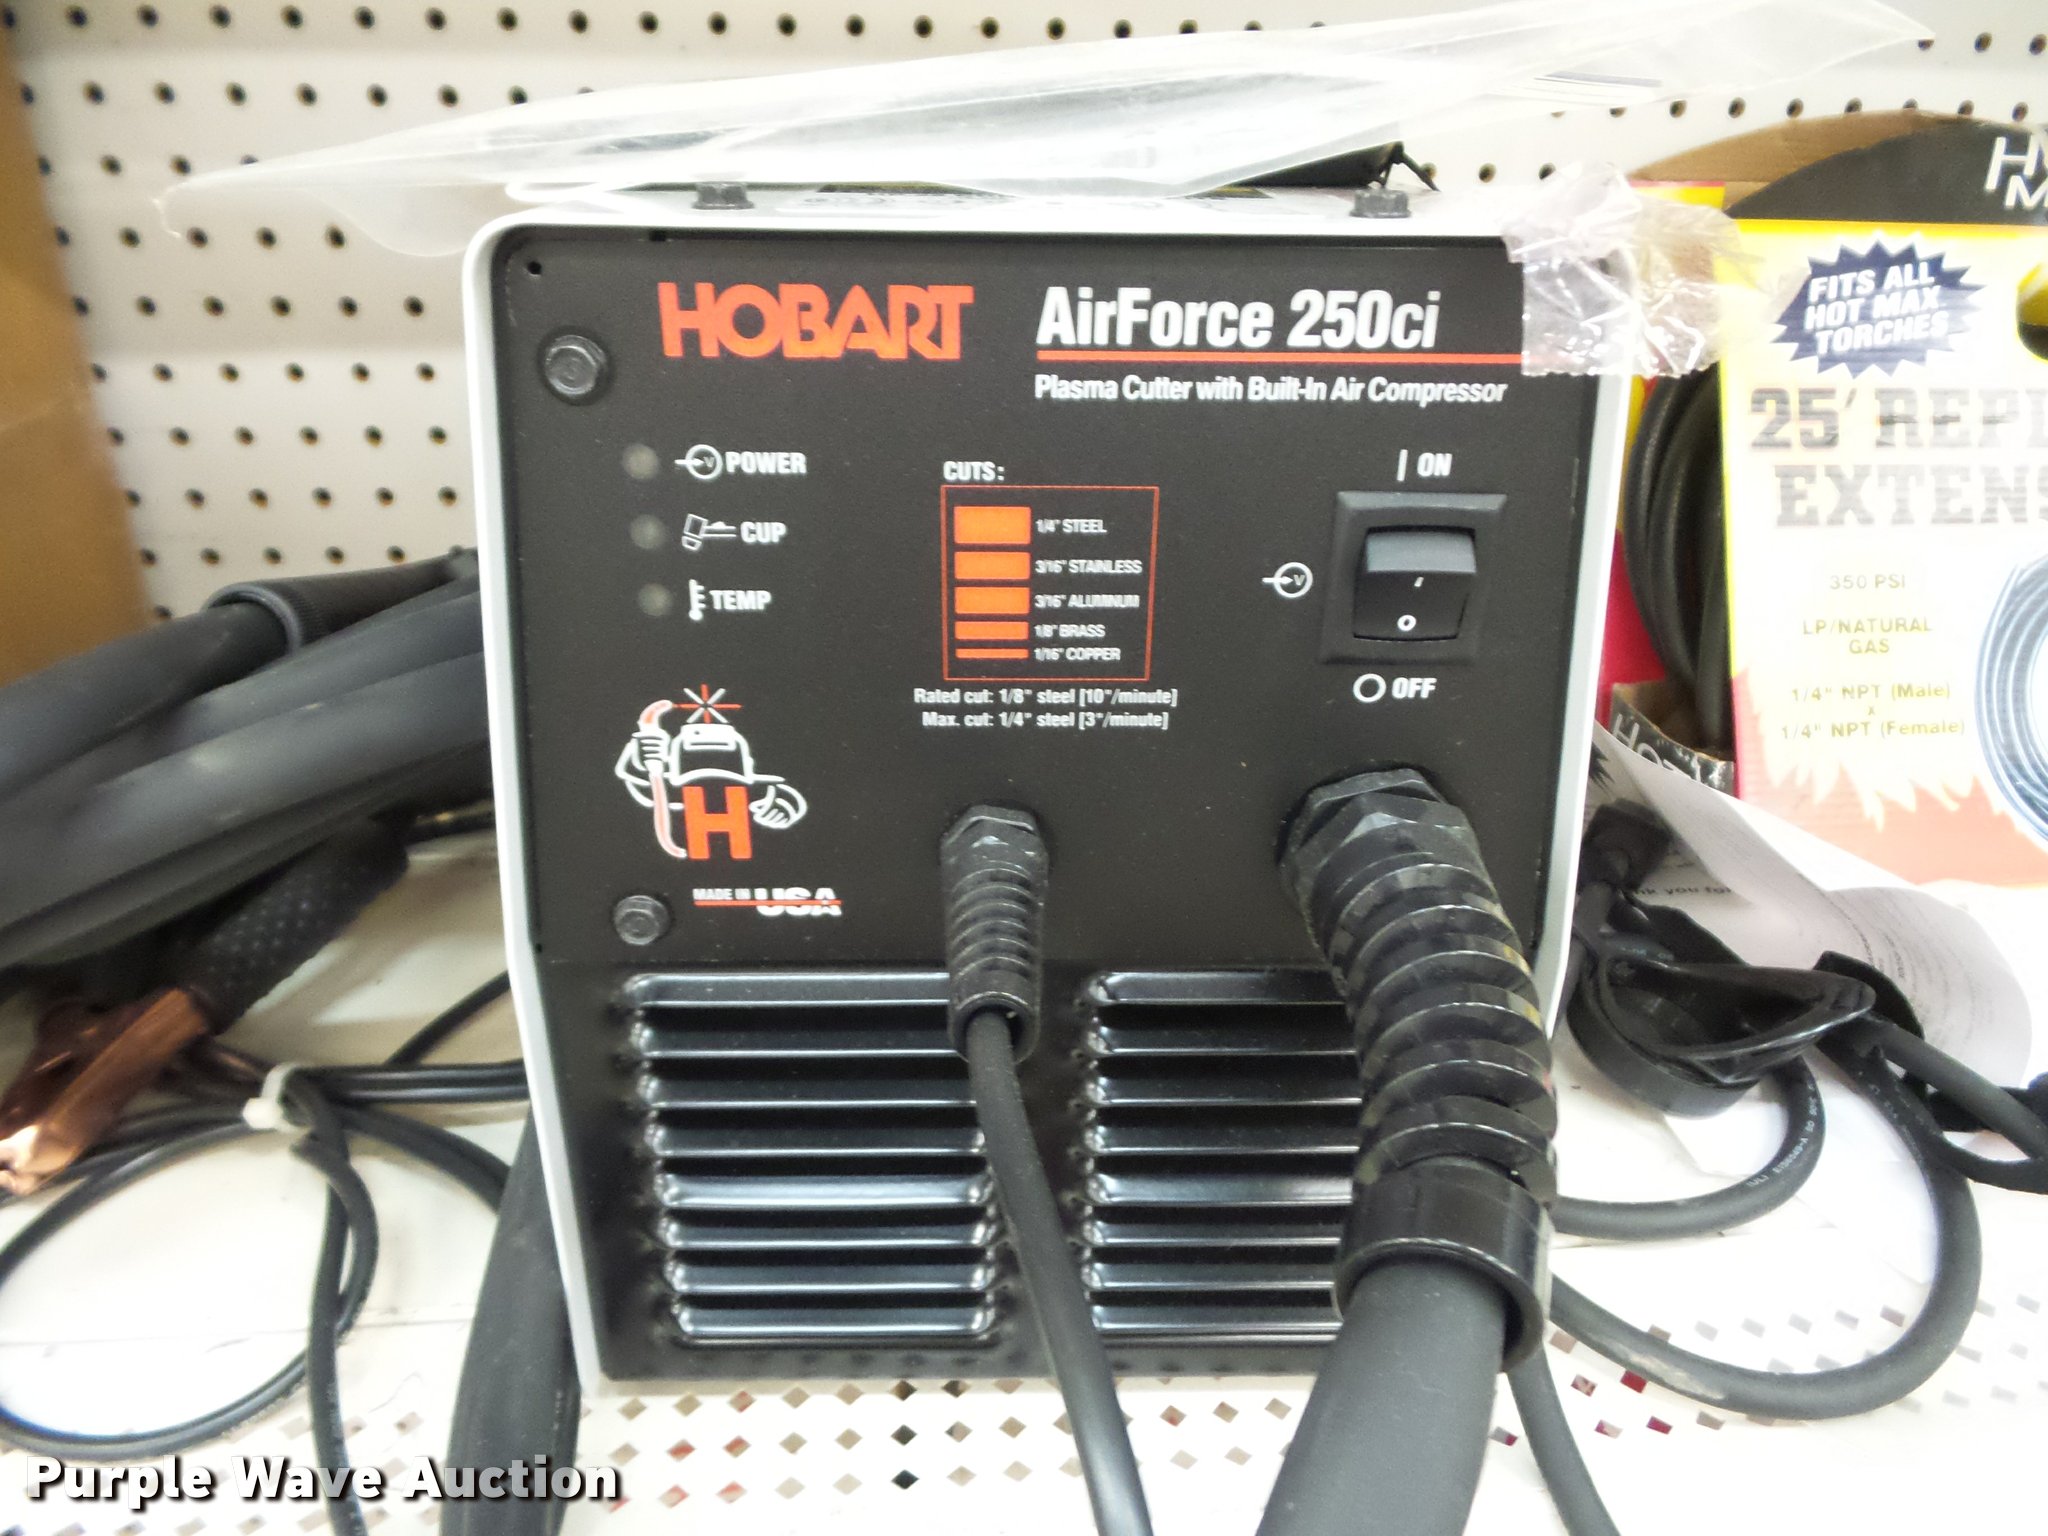 HOBART
AirForce 250ci
Plasma Cutter with Built-In Air Compressor
POWER
CUP
TEMP
CUTS:
1/4" STEEL
3/16" STAINLESS
3/16" ALUMINUM
1/8" BRASS
1/16" COPPER
Rated cut: 1/8" steel [10"/minute]
Max. cut: 1/4" steel [3"/minute]
| ON
V
V
O OFF
H
MADE IN USA
FITS ALL
HOT MAX
TORCHES
25' REPL
EXTENS
350 PSI
LP/NATURAL
GAS
1/4" NPT (Male)
x
1/4" NPT (Female)
Purple Wave Auction